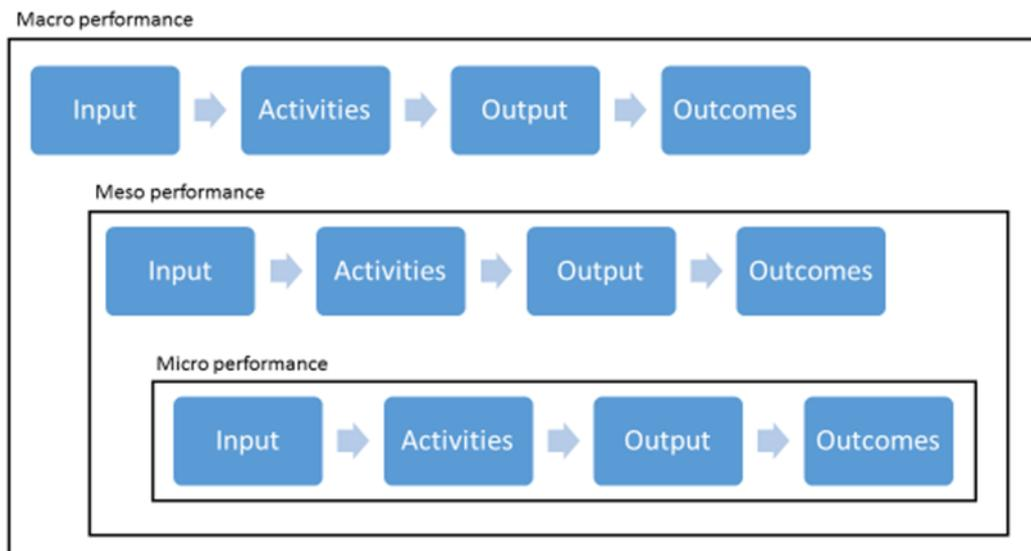 Macro performance
Input Activities Output Outcomes
Meso performance
Input Activities Output Outcomes
Micro performance
Input Activities Output Outcomes